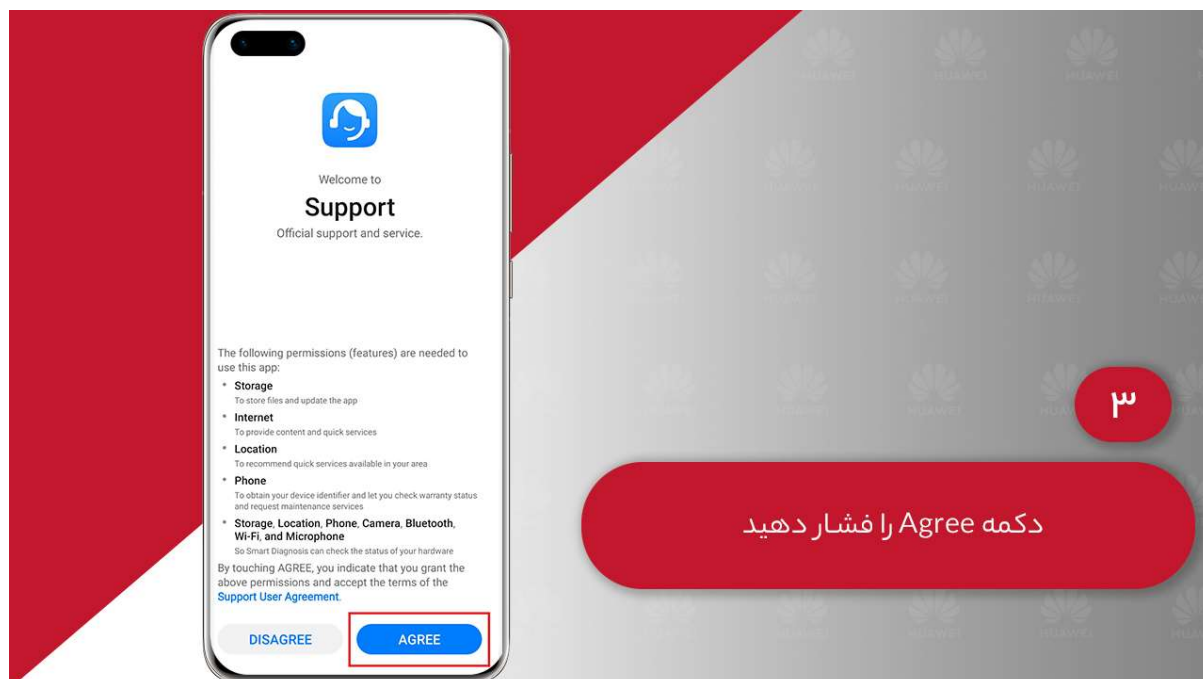 Welcome to
Support
Official support and service.
The following permissions (features) are needed to
use this app:
• Storage
To store files and update the app
• Internet
To provide content and quick services
• Location
To recommend quick services available in your area
• Phone
To obtain your device identifier and let you check warranty status
and request maintenance services
• Storage, Location, Phone, Camera, Bluetooth,
Wi-Fi, and Microphone
So Smart Diagnosis can check the status of your hardware
By touching AGREE, you indicate that you grant the
above permissions and accept the terms of the
Support User Agreement.
DISAGREE
AGREE
۳
دکمه Agree را فشار دهید
HUAWEI